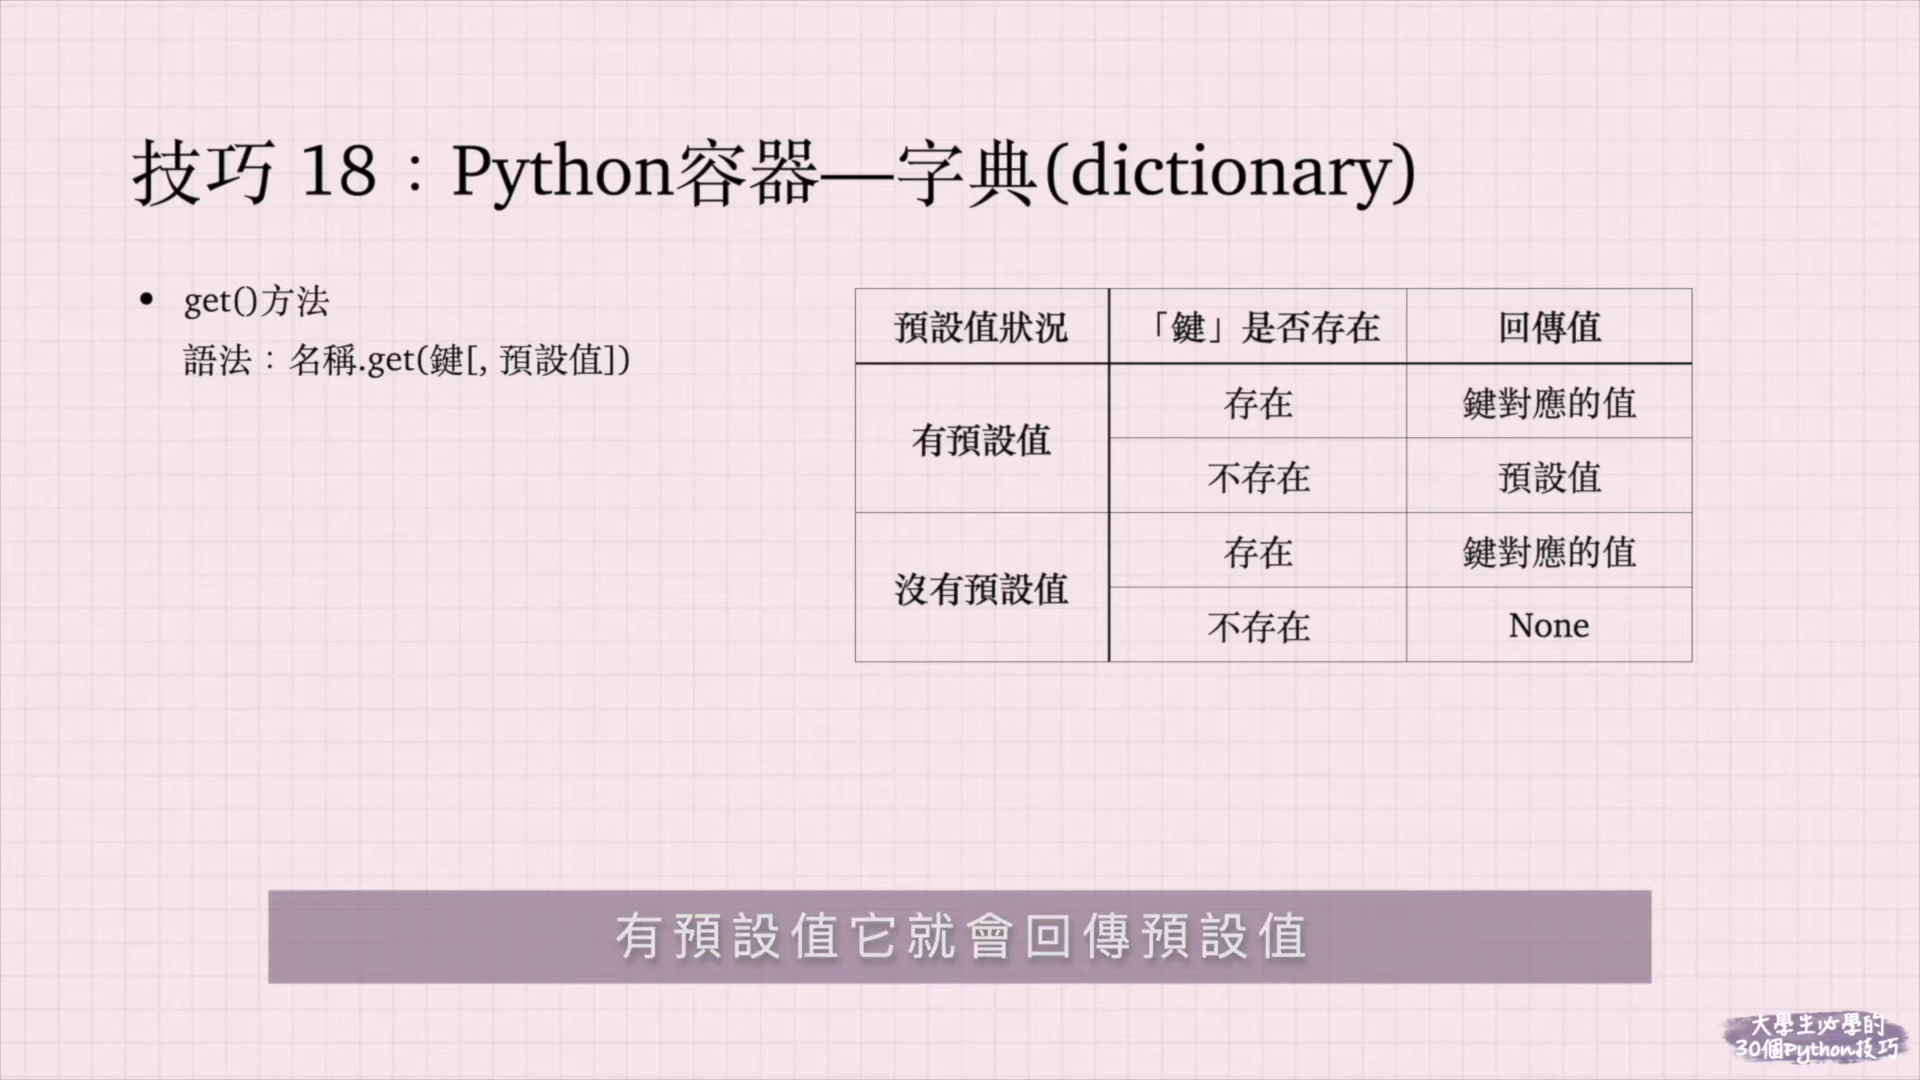 技巧 18：Python容器—字典(dictionary)
• get()方法
語法：名稱.get(鍵[, 預設值])
預設值狀況 「鍵」是否存在 回傳值
有預設值 存在 鍵對應的值
不存在 預設值
沒有預設值 存在 鍵對應的值
不存在 None
有預設值它就會回傳預設值
大學生必學的
30個Python技巧